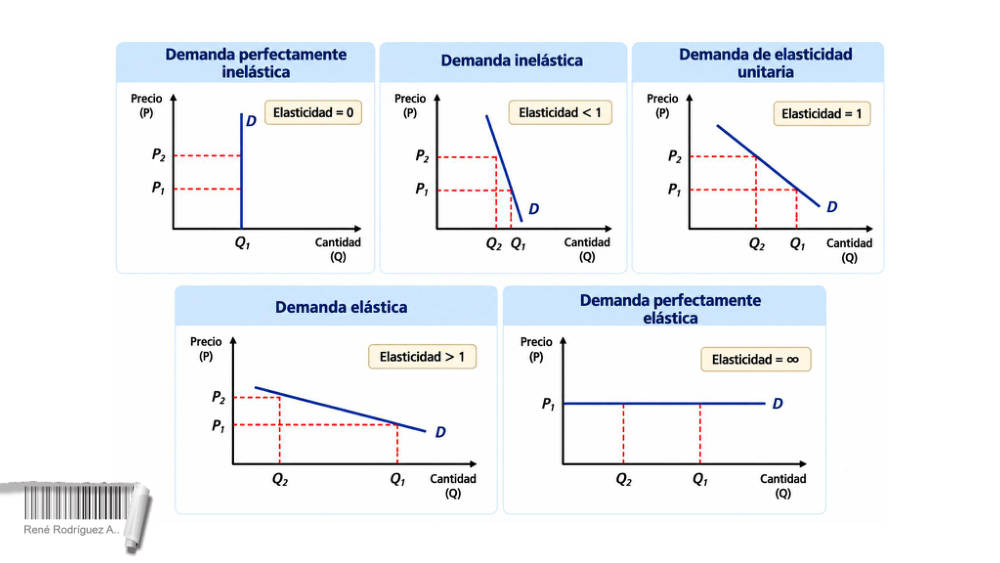 Demanda perfectamente
inelástica
Precio
(P)
Elasticidad = 0
D
P₂
P₁
Q₁
Cantidad
(Q)
Demanda inelástica
Precio
(P)
Elasticidad < 1
P₂
P₁
D
Q₂ Q₁ Cantidad
(Q)
Demanda de elasticidad
unitaria
Precio
(P)
Elasticidad = 1
P₂
P₁
D
Q₂ Q₁ Cantidad
(Q)
Demanda elástica
Precio
(P)
Elasticidad > 1
P₂
P₁
D
Q₂ Q₁ Cantidad
(Q)
Demanda perfectamente
elástica
Precio
(P)
Elasticidad = ∞
P₁
D
Q₂ Q₁ Cantidad
(Q)
René Rodríguez A..